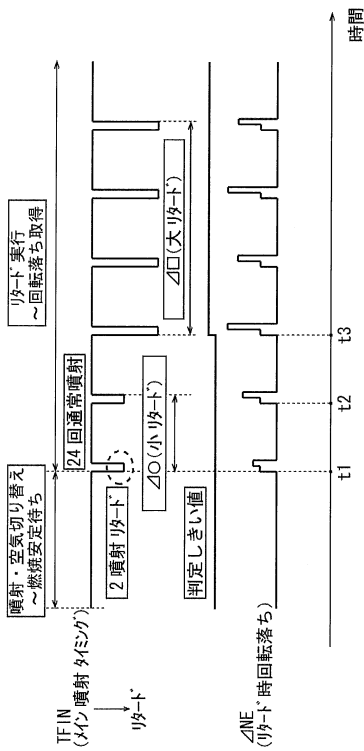 噴射・空気切り替え
～燃焼安定待ち
リタード実行
～回転落ち取得
TFIN
(メイン噴射タイミング)
リタード
24回通常噴射
2噴射リタード
⊿○(小リタード)
⊿□(大リタード)
判定しきい値
⊿NE
(リタード時回転落ち)
t1
t2
t3
時間